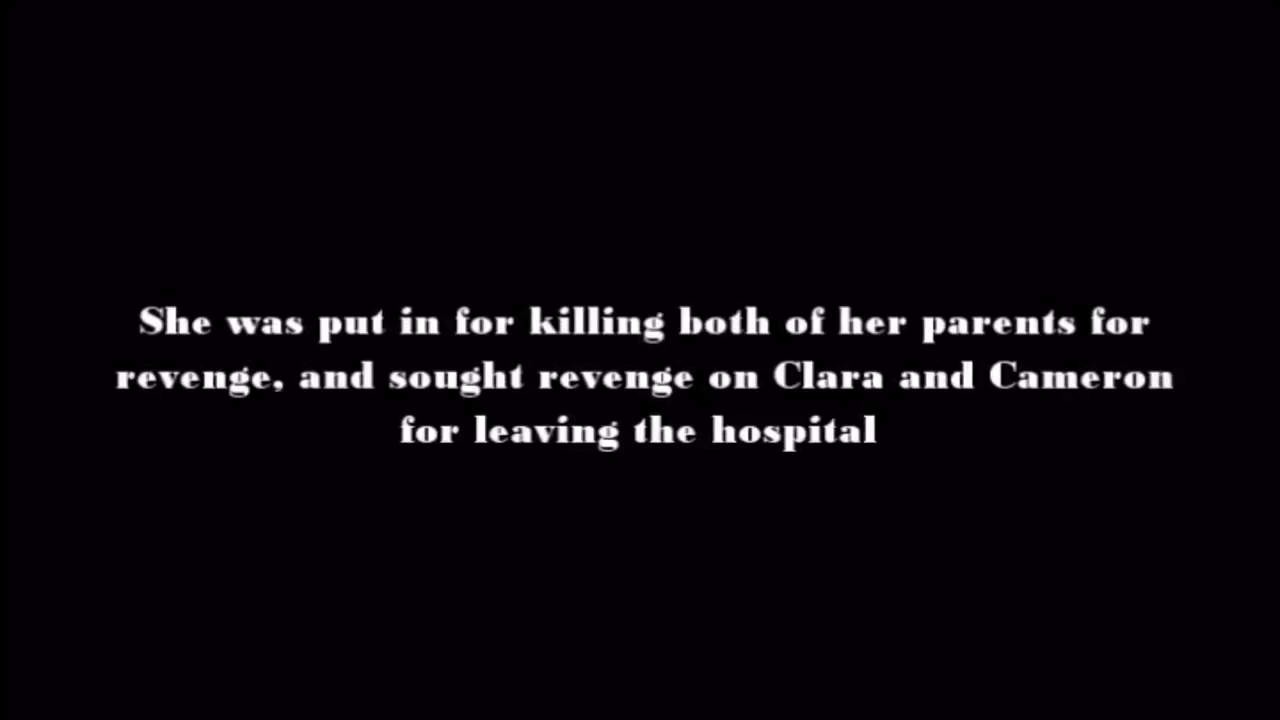 She was put in for killing both of her parents for
revenge, and sought revenge on Clara and Cameron
for leaving the hospital